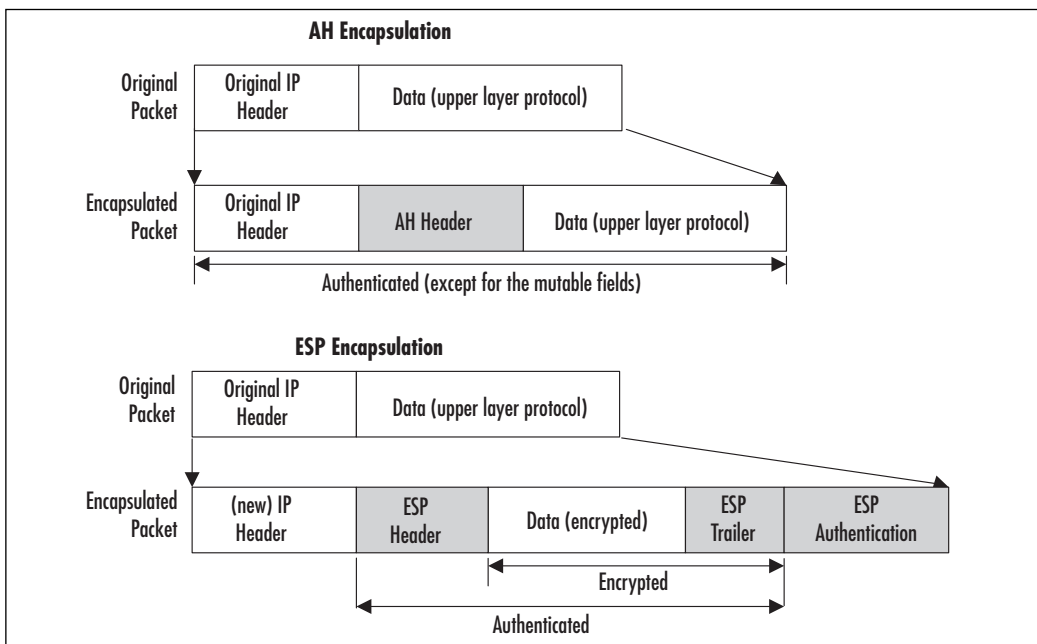 AH Encapsulation
Original
Packet
Original IP
Header
Data (upper layer protocol)
Encapsulated
Packet
Original IP
Header
AH Header
Data (upper layer protocol)
Authenticated (except for the mutable fields)
ESP Encapsulation
Original
Packet
Original IP
Header
Data (upper layer protocol)
Encapsulated
Packet
(new) IP
Header
ESP
Header
Data (encrypted)
ESP
Trailer
ESP
Authentication
Encrypted
Authenticated